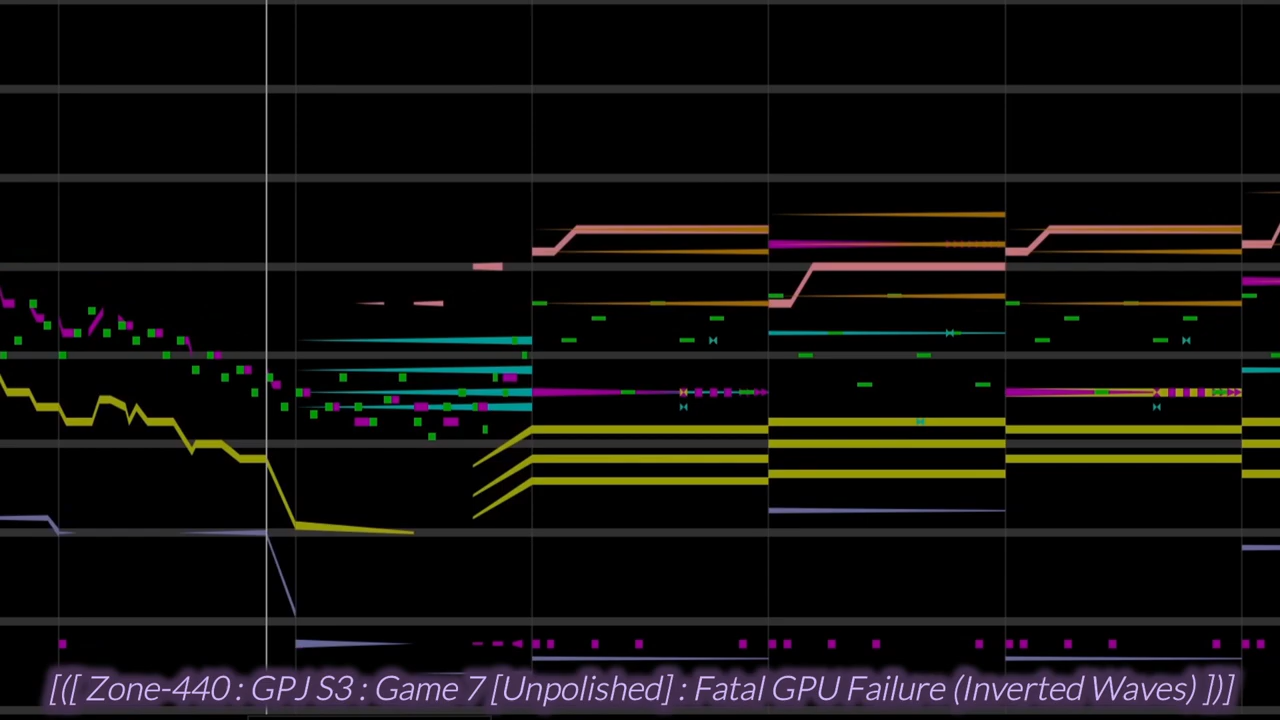 [([ Zone-440 : GPJ S3 : Game 7 [Unpolished] : Fatal GPU Failure (Inverted Waves) ])]